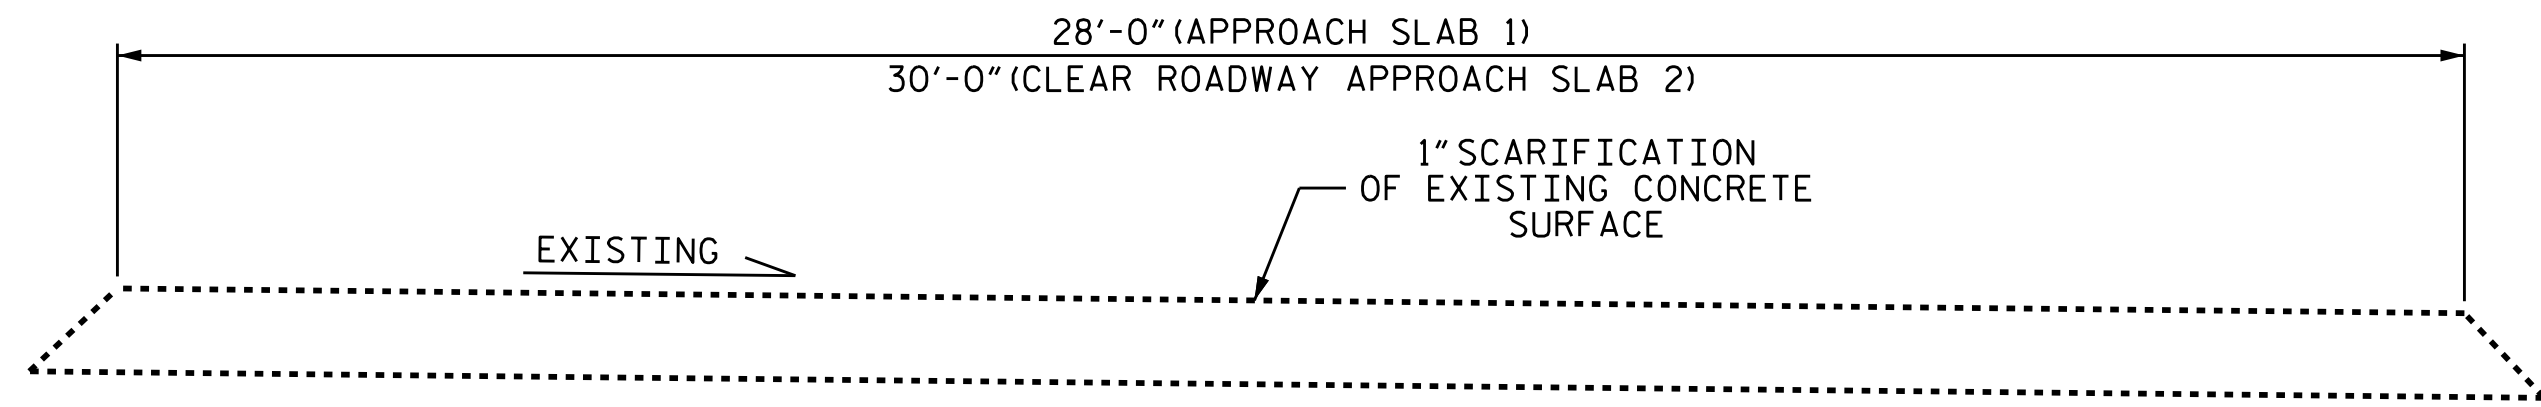 28'-0"(APPROACH SLAB 1)
30'-0"(CLEAR ROADWAY APPROACH SLAB 2)
1"SCARIFICATION
OF EXISTING CONCRETE
SURFACE
EXISTING